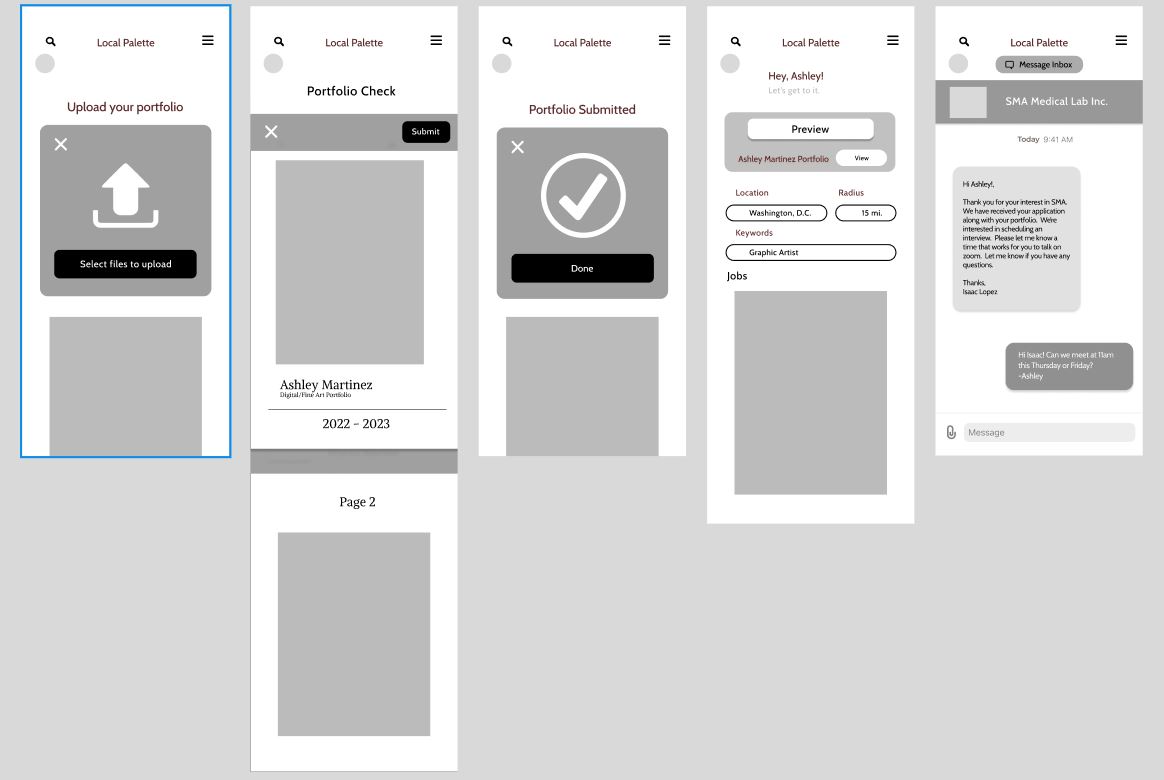 Local Palette
Upload your portfolio
Select files to upload
Local Palette
Portfolio Check
Submit
Ashley Martinez
Digital/Fine Art Portfolio
2022 - 2023
Page 2
Local Palette
Portfolio Submitted
Done
Local Palette
Hey, Ashley!
Let's get to it.
Preview
Ashley Martinez Portfolio
View
Location
Radius
Washington, D.C.
15 mi.
Keywords
Graphic Artist
Jobs
Local Palette
Message Inbox
SMA Medical Lab Inc.
Today 9:41 AM
Hi Ashley!,
Thank you for your interest in SMA.
We have received your application
along with your portfolio. We're
interested in scheduling an
interview. Please let me know a
time that works for you to talk on
zoom. Let me know if you have any
questions.
Thanks,
Isaac Lopez
Hi Isaac! Can we meet at 11am
this Thursday or Friday?
-Ashley
Message